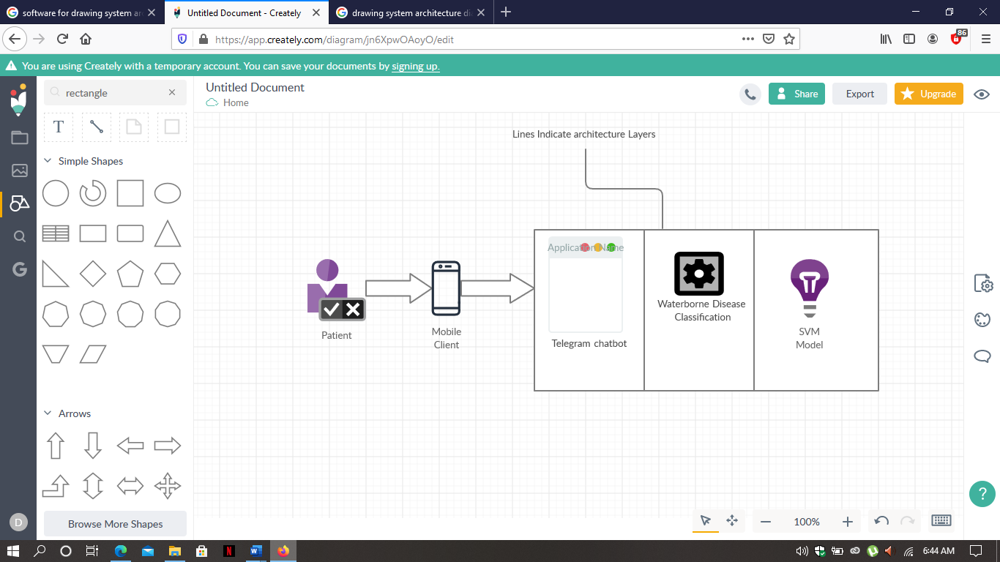 software for drawing system ar
Untitled Document - Creately
drawing system architecture di
https://app.creately.com/diagram/jn6XpwOAoyO/edit
86
You are using Creately with a temporary account. You can save your documents by signing up.
rectangle
Untitled Document
Home
Share
Export
Upgrade
T
Simple Shapes
Arrows
Browse More Shapes
D
Lines Indicate architecture Layers
Application Name
Patient
Mobile
Client
Telegram chatbot
Waterborne Disease
Classification
SVM
Model
100%
?
6:44 AM